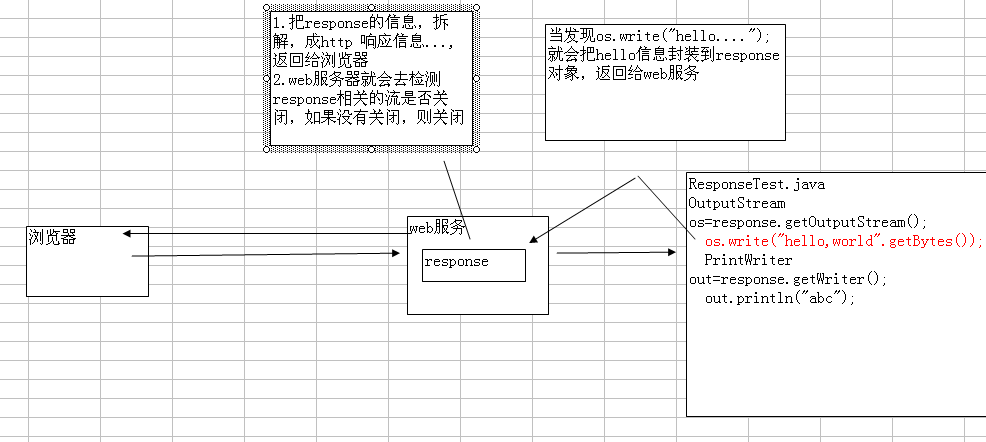 1.把response的信息，拆
解，成http 响应信息...,
返回给浏览器
2.web服务器就会去检测
response相关的流是否关
闭，如果没有关闭，则关闭
当发现os.write("hello....");
就会把hello信息封装到response
对象，返回给web服务
浏览器
web服务
response
ResponseTest.java
OutputStream
os=response.getOutputStream();
os.write("hello,world".getBytes());
PrintWriter
out=response.getWriter();
out.println("abc");